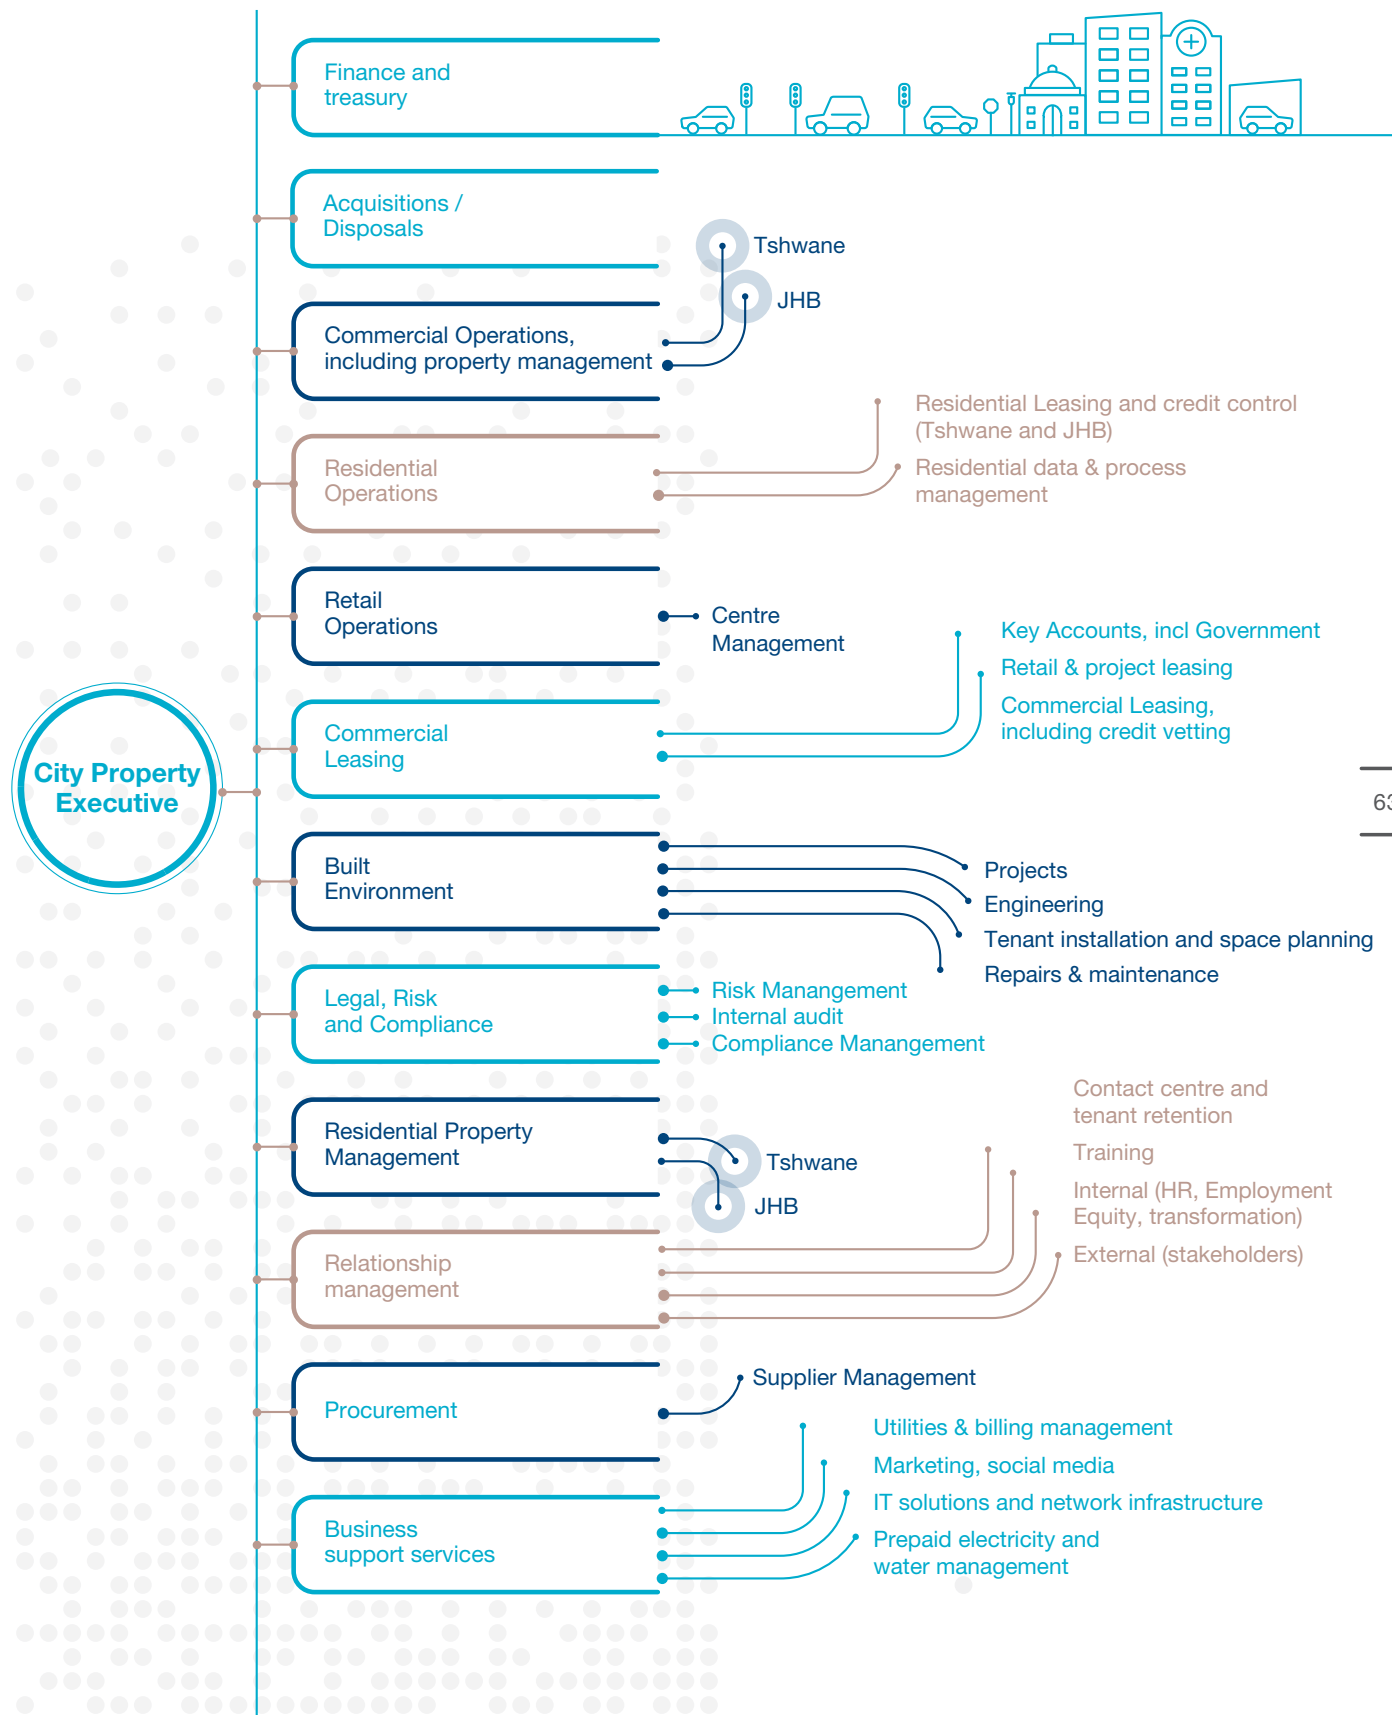 Finance and
treasury
Acquisitions /
Disposals
Tshwane
JHB
Commercial Operations,
including property management
Residential Leasing and credit control
(Tshwane and JHB)
Residential
Operations
Residential data & process
management
Retail
Operations
Centre
Management
Key Accounts, incl Government
Retail & project leasing
Commercial Leasing,
including credit vetting
Commercial
Leasing
City Property
Executive
63
Built
Environment
Projects
Engineering
Tenant installation and space planning
Repairs & maintenance
Legal, Risk
and Compliance
Risk Manangement
Internal audit
Compliance Manangement
Residential Property
Management
Tshwane
JHB
Contact centre and
tenant retention
Training
Internal (HR, Employment
Equity, transformation)
External (stakeholders)
Relationship
management
Procurement
Supplier Management
Business
support services
Utilities & billing management
Marketing, social media
IT solutions and network infrastructure
Prepaid electricity and
water management